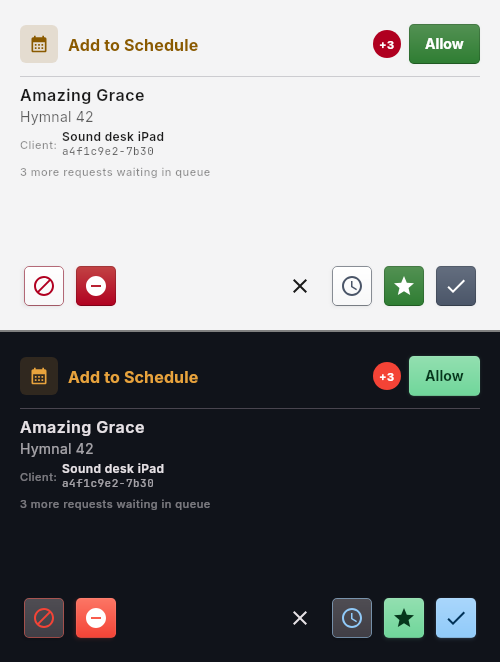 Add to Schedule
+3
Allow
Amazing Grace
Hymnal 42
Client: Sound desk iPad
a4f1c9e2-7b30
3 more requests waiting in queue
Add to Schedule
+3
Allow
Amazing Grace
Hymnal 42
Client: Sound desk iPad
a4f1c9e2-7b30
3 more requests waiting in queue